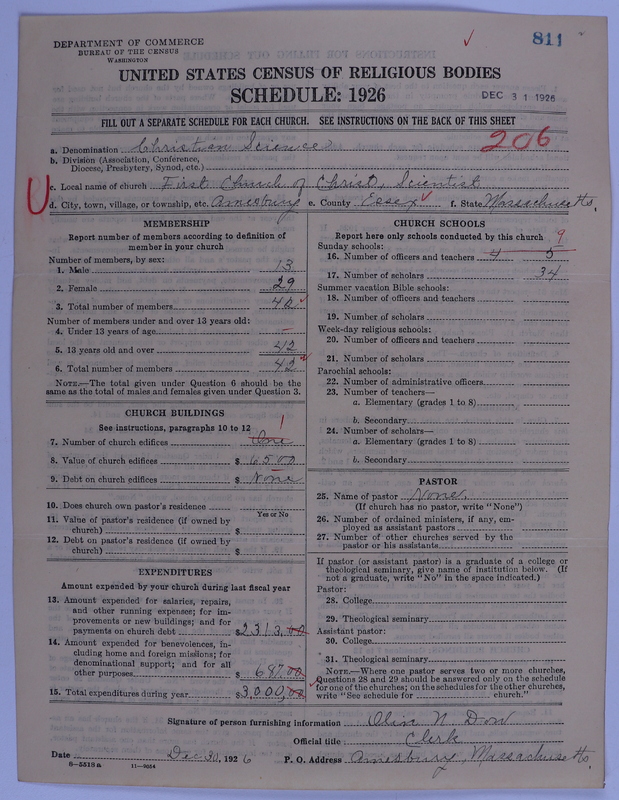 DEPARTMENT OF COMMERCE
BUREAU OF THE CENSUS
WASHINGTON
811
UNITED STATES CENSUS OF RELIGIOUS BODIES
SCHEDULE: 1926
DEC 31 1926
FILL OUT A SEPARATE SCHEDULE FOR EACH CHURCH. SEE INSTRUCTIONS ON THE BACK OF THIS SHEET
206
a. Denomination Christian Science
b. Division (Association, Conference,
Diocese, Presbytery, Synod, etc.)
c. Local name of church First Church of Christ, Scientist
d. City, town, village, or township, etc. Amesbury e. County Essex f. State Massachusetts.
MEMBERSHIP
Report number of members according to definition of
member in your church
Number of members, by sex:
1. Male 13
2. Female 29
3. Total number of members 42
Number of members under and over 13 years old:
4. Under 13 years of age –
5. 13 years old and over 42
6. Total number of members 42
NOTE.—The total given under Question 6 should be the
same as the total of males and females given under Question 3.
CHURCH BUILDINGS
See instructions, paragraphs 10 to 12
1
7. Number of church edifices One
8. Value of church edifices $ 6500
9. Debt on church edifices $ None
10. Does church own pastor's residence
Yes or No
11. Value of pastor's residence (if owned by
church) $
12. Debt on pastor's residence (if owned by
church) $
EXPENDITURES
Amount expended by your church during last fiscal year
13. Amount expended for salaries, repairs,
and other running expenses; for im-
provements or new buildings; and for
payments on church debt $2313.00
14. Amount expended for benevolences, in-
cluding home and foreign missions; for
denominational support; and for all
other purposes 687.00
15. Total expenditures during year $3000.00
CHURCH SCHOOLS
Report here only schools conducted by this church
9
Sunday schools:
16. Number of officers and teachers 4 5
17. Number of scholars 34
Summer vacation Bible schools:
18. Number of officers and teachers
19. Number of scholars
Week-day religious schools:
20. Number of officers and teachers
21. Number of scholars
Parochial schools:
22. Number of administrative officers
23. Number of teachers—
a. Elementary (grades 1 to 8)
b. Secondary
24. Number of scholars—
a. Elementary (grades 1 to 8)
b. Secondary
PASTOR
25. Name of pastor None.
(If church has no pastor, write "None")
26. Number of ordained ministers, if any, em-
ployed as assistant pastors
27. Number of other churches served by the
pastor or his assistants
If pastor (or assistant pastor) is a graduate of a college or
theological seminary, give name of institution below. (If
not a graduate, write "No" in the space indicated.)
Pastor:
28. College
29. Theological seminary
Assistant pastor:
30. College
31. Theological seminary
NOTE.—Where one pastor serves two or more churches,
Questions 28 and 29 should be answered only on the schedule
for one of the churches; on the schedules for the other churches,
write "See schedule for church."
Signature of person furnishing information Olin N. Dow
Official title Clerk
Date Dec 30, 1926 P. O. Address Amesbury, Massachusetts.
8—5518 a 11—9054